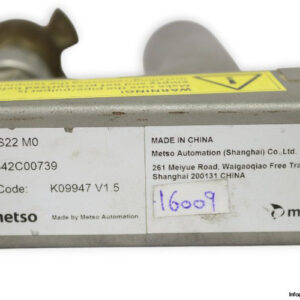 WARNING!
S22 M0
42C00739
Code: K09947 V1.5
metso
Made by Metso Automation
MADE IN CHINA
Metso Automation (Shanghai) Co., Ltd.
261 Meiyue Road, Waigaoqiao Free Tra
Shanghai 200131 CHINA
16009
m